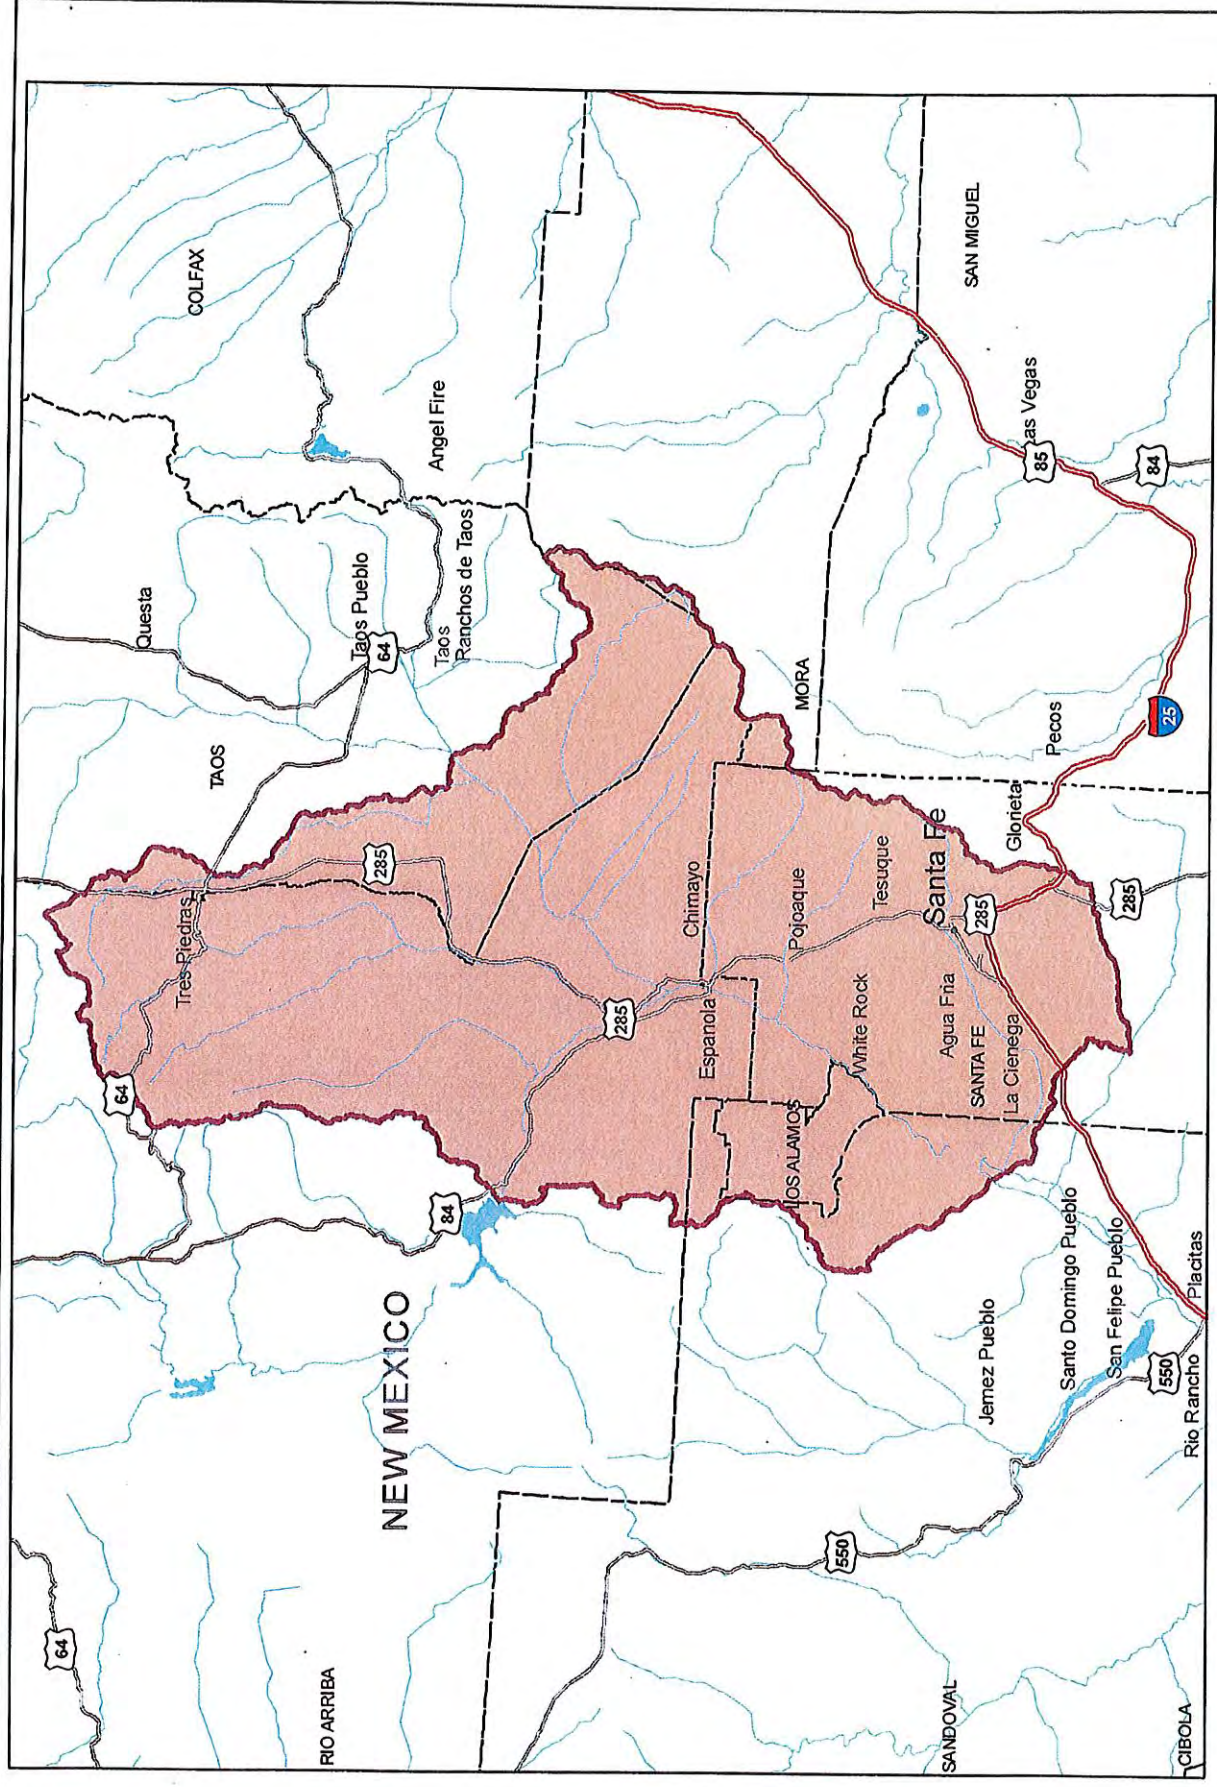 COLFAX
Questa
Angel Fire
Taos Pueblo
64
Taos
Ranchos de Taos
TAOS
SAN MIGUEL
as Vegas
85
84
MORA
Pecos
25
Glorieta
285
Tres Piedras
64
285
Chimayo
Pojoaque
Tesuque
Santa Fe
285
285
Espanola
White Rock
Agua Fria
SANTA FE
La Cienega
LOS ALAMOS
84
NEW MEXICO
Jemez Pueblo
Santo Domingo Pueblo
San Felipe Pueblo
Placitas
550
Rio Rancho
550
64
RIO ARRIBA
SANDOVAL
CIBOLA